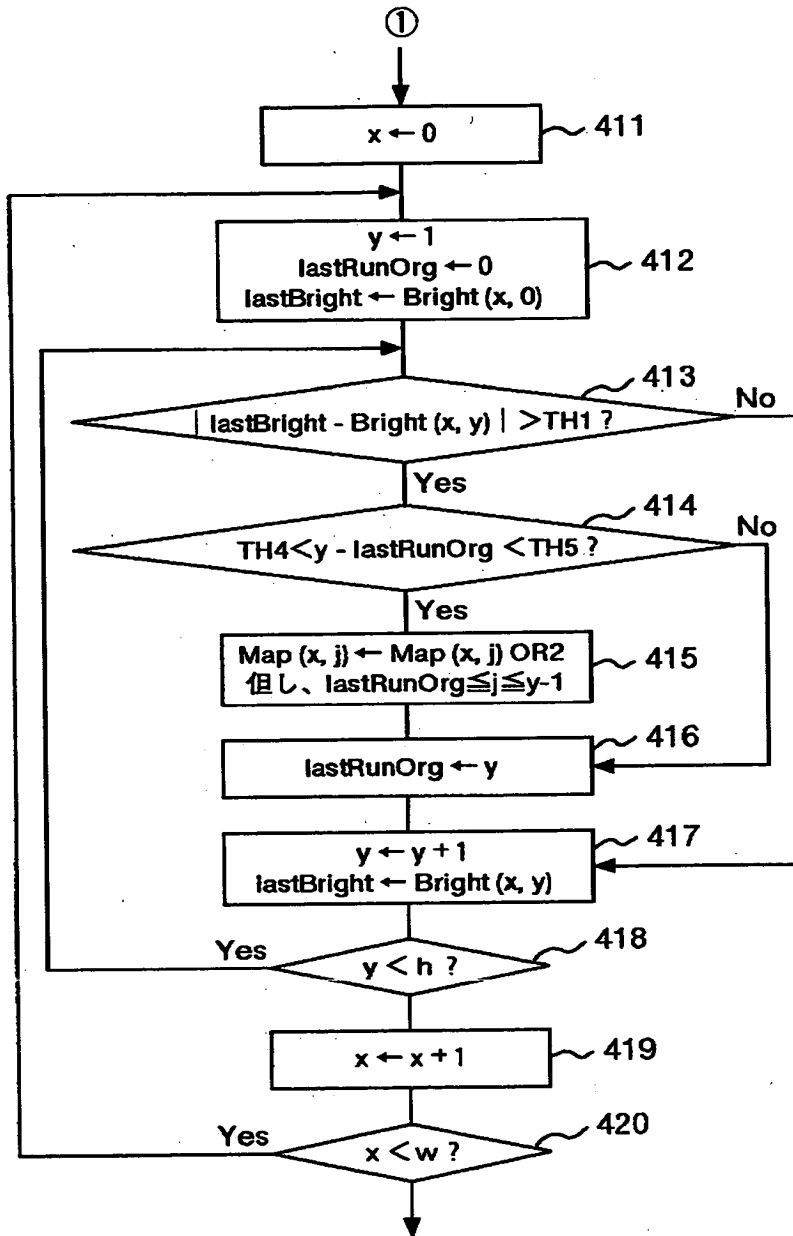 ①
x ← 0
411
y ← 1
lastRunOrg ← 0
lastBright ← Bright (x, 0)
412
413
| lastBright - Bright (x, y) | >TH1 ?
No
Yes
414
TH4<y - lastRunOrg <TH5 ?
No
Yes
Map (x, j) ← Map (x, j) OR2
但し、lastRunOrg≦j≦y-1
415
lastRunOrg ← y
416
y ← y + 1
lastBright ← Bright (x, y)
417
Yes
y < h ?
418
x ← x + 1
419
Yes
x < w ?
420